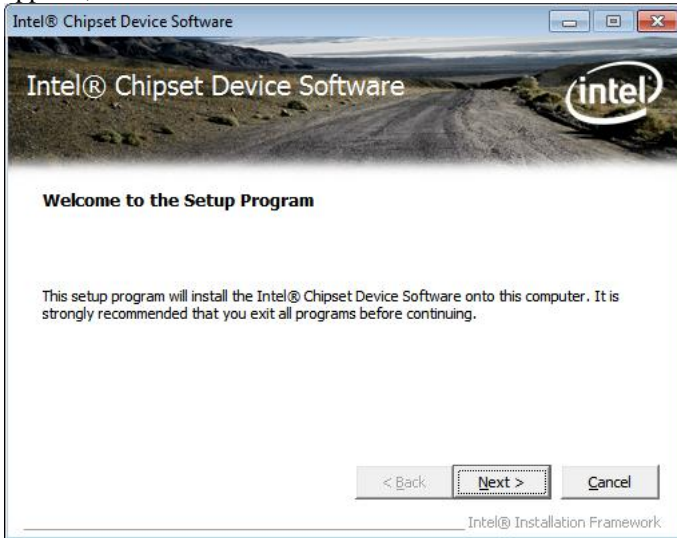 Intel® Chipset Device Software
Intel® Chipset Device Software
intel
Welcome to the Setup Program
This setup program will install the Intel® Chipset Device Software onto this computer. It is
strongly recommended that you exit all programs before continuing.
< Back Next > Cancel
Intel® Installation Framework